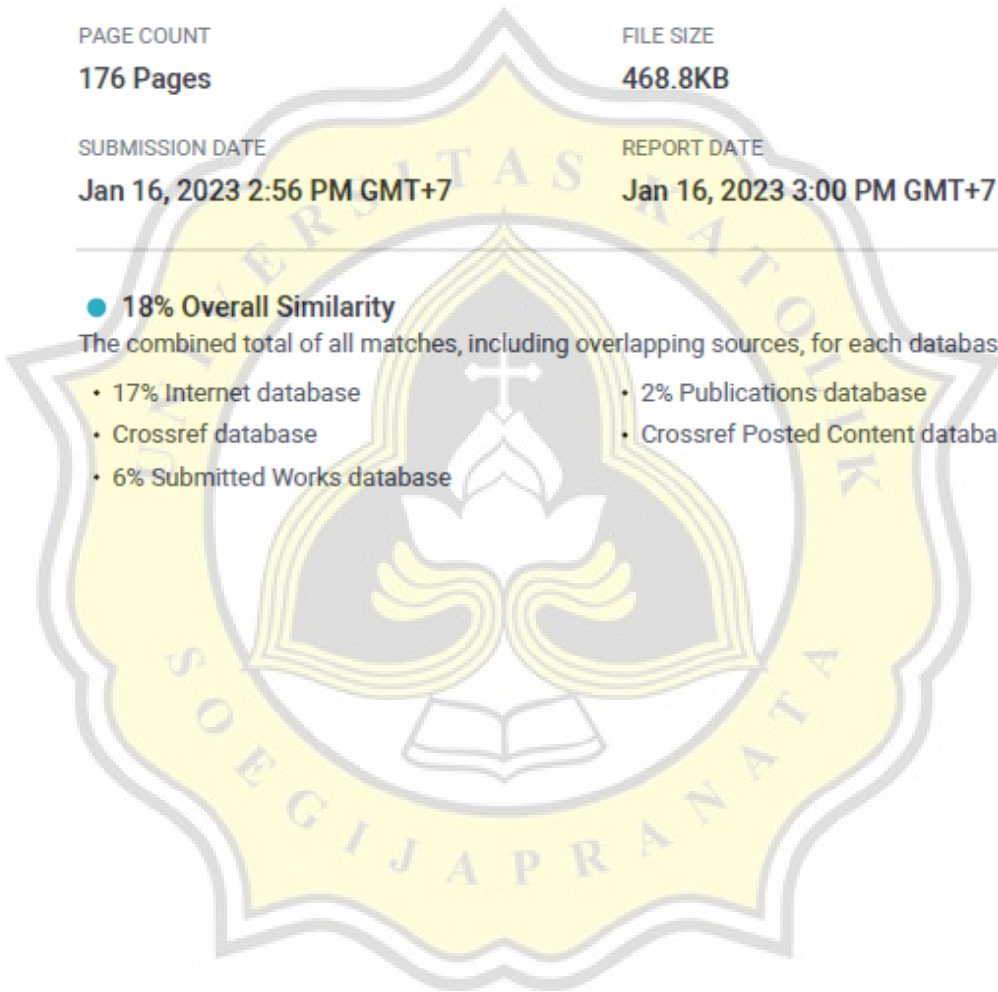 PAGE COUNT
176 Pages
FILE SIZE
468.8KB
SUBMISSION DATE
Jan 16, 2023 2:56 PM GMT+7
REPORT DATE
Jan 16, 2023 3:00 PM GMT+7
18% Overall Similarity
The combined total of all matches, including overlapping sources, for each databas
• 17% Internet database
• 2% Publications database
• Crossref database
• Crossref Posted Content databa
• 6% Submitted Works database
UNIVERSITAS KATOLIK
SOEGIJAPRANATA